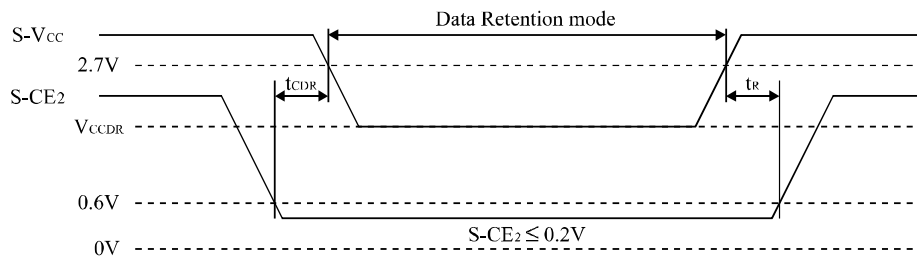 Data Retention mode
S-VCC
2.7V
tCDR
tR
S-CE2
VCCDR
0.6V
S-CE2 ≤ 0.2V
0V